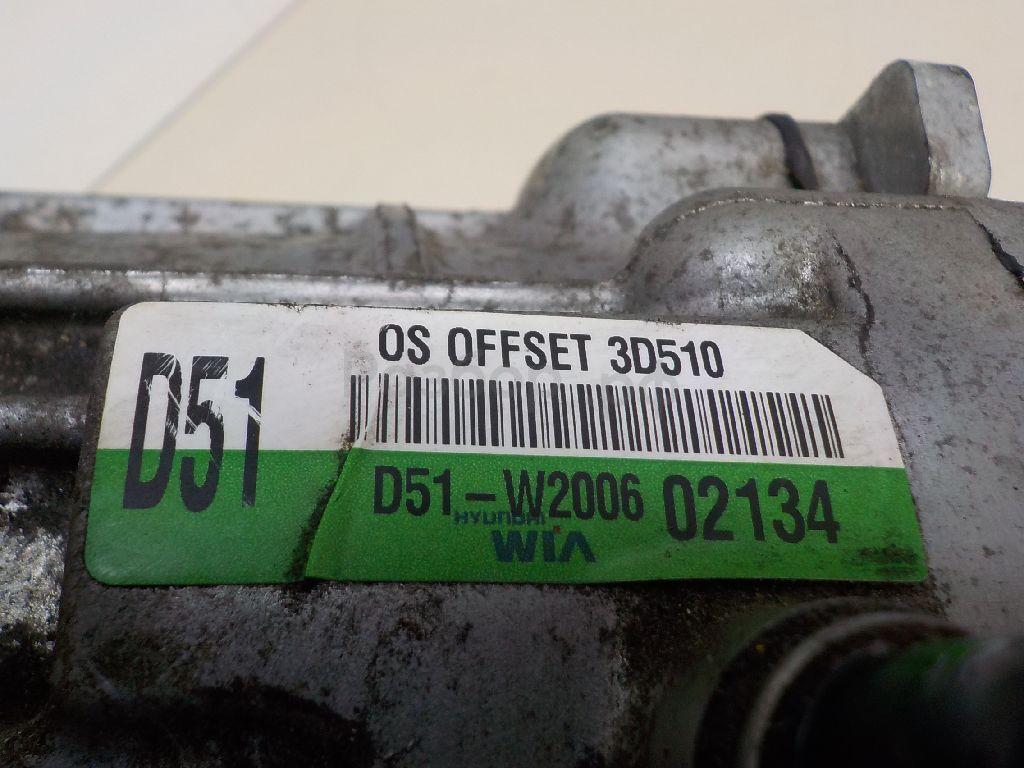 D51
OS OFFSET 3D510
D51-W2006 02134
HYUNDAI
WIA